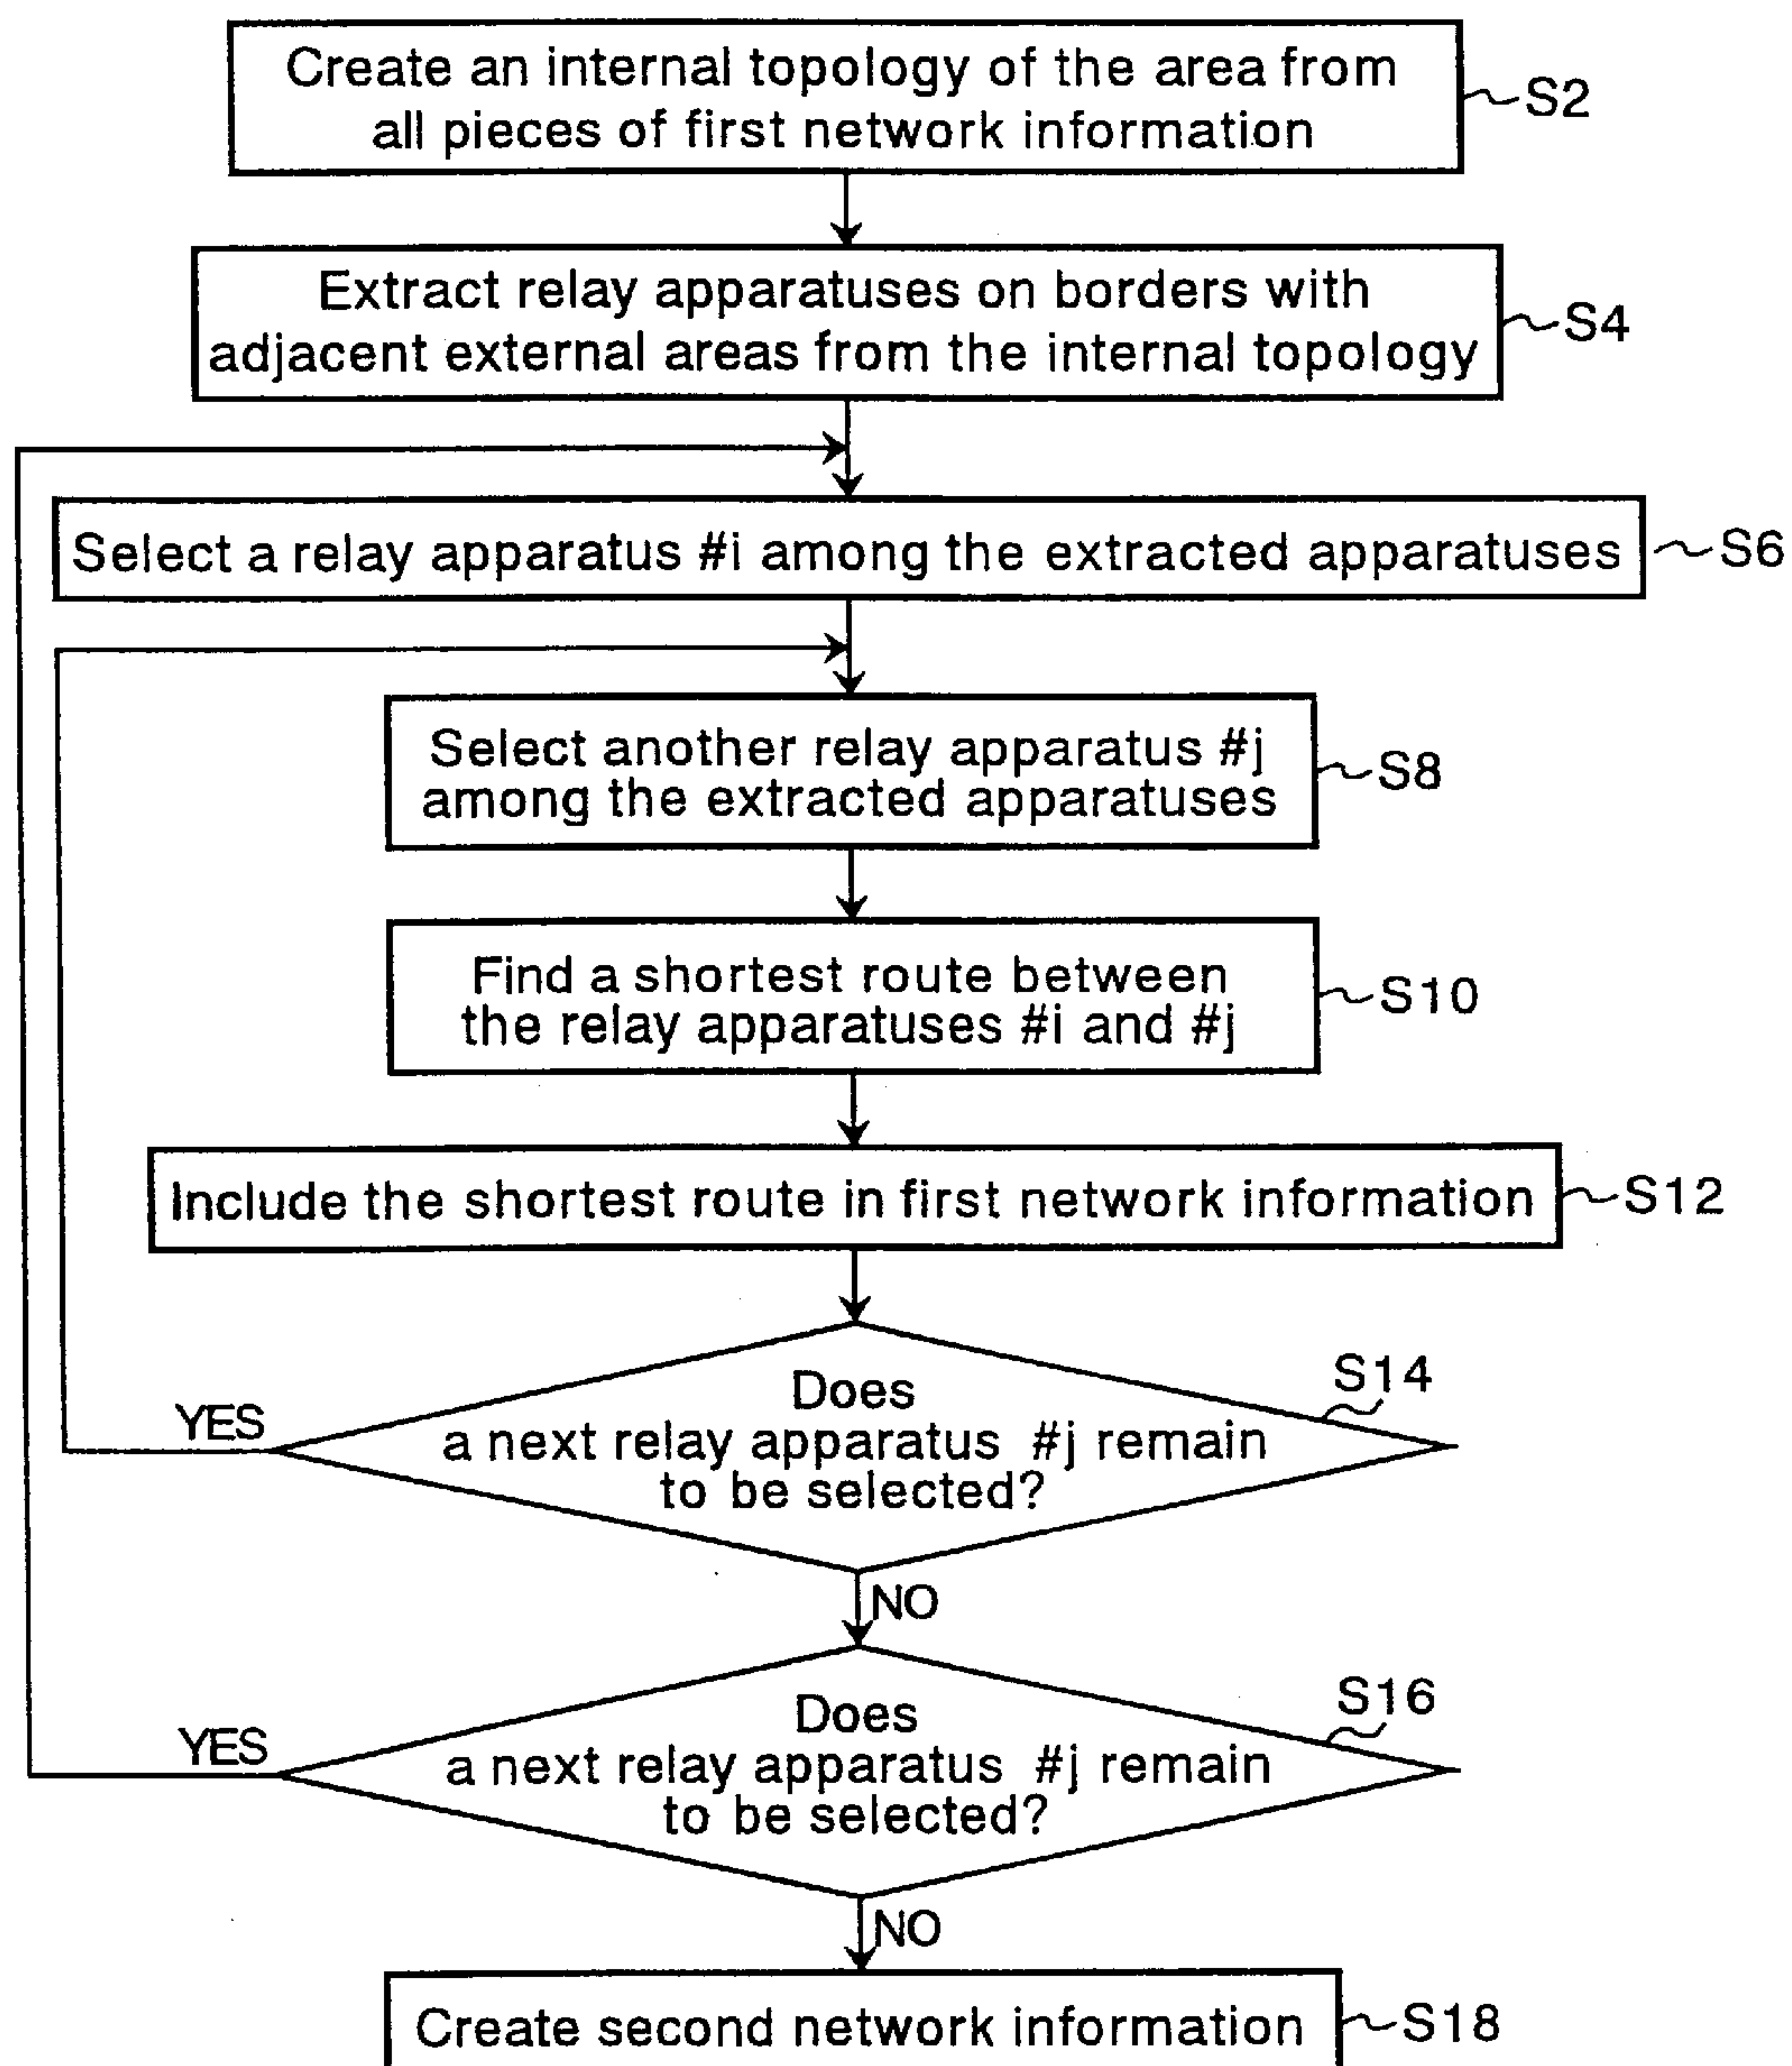 Create an internal topology of the area from
all pieces of first network information
S2
Extract relay apparatuses on borders with
adjacent external areas from the internal topology
S4
Select a relay apparatus #i among the extracted apparatuses
S6
Select another relay apparatus #j
among the extracted apparatuses
S8
Find a shortest route between
the relay apparatuses #i and #j
S10
Include the shortest route in first network information
S12
Does
a next relay apparatus #j remain
to be selected?
S14
YES
NO
Does
a next relay apparatus #j remain
to be selected?
S16
YES
NO
Create second network information
S18